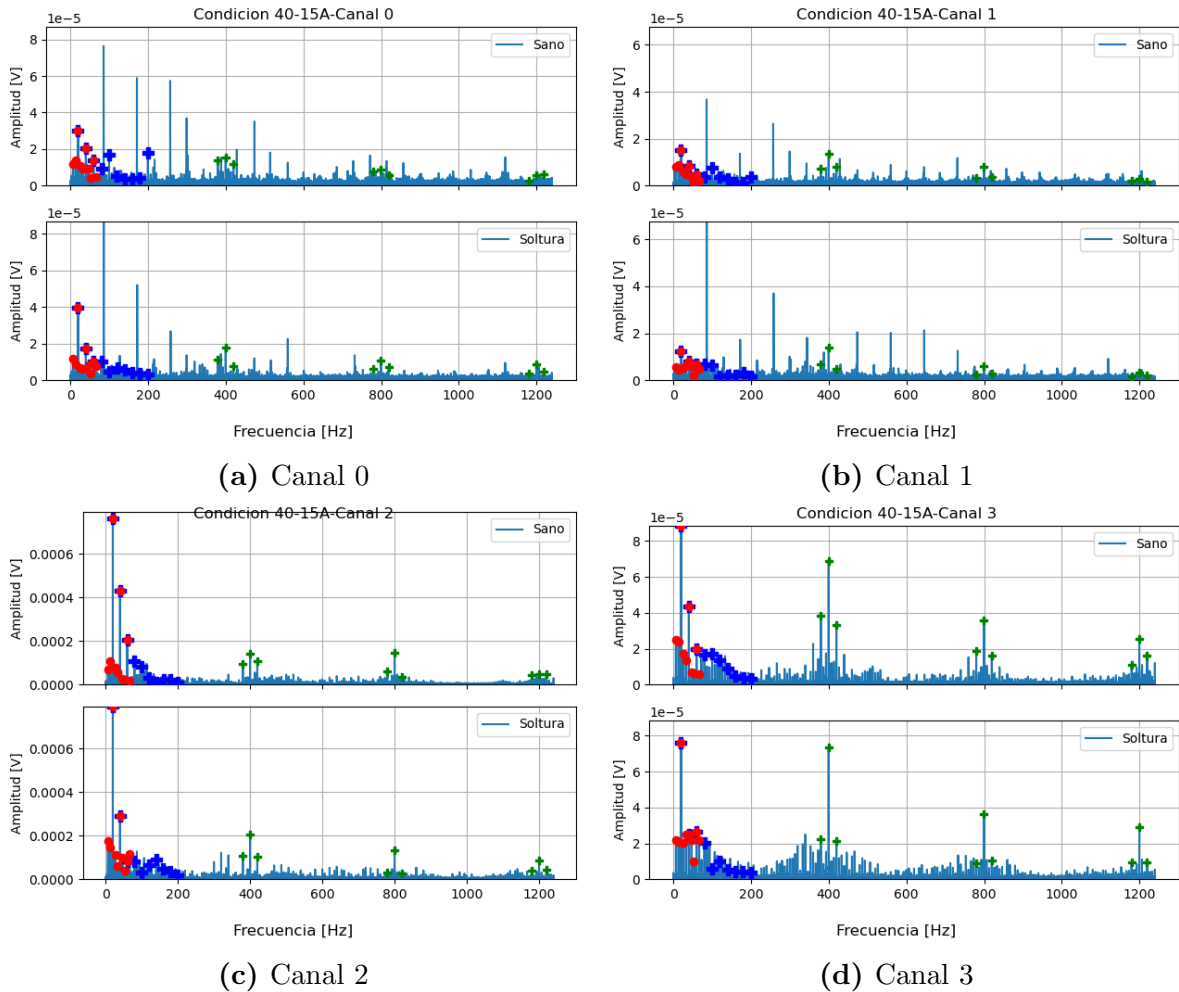 Condicion 40-15A-Canal 0
1e−5
Sano
Amplitud [V]
8
6
4
2
0
1e−5
Soltura
Amplitud [V]
8
6
4
2
0
0 200 400 600 800 1000 1200
Frecuencia [Hz]
(a) Canal 0
Condicion 40-15A-Canal 1
1e−5
Sano
Amplitud [V]
6
4
2
0
1e−5
Soltura
Amplitud [V]
6
4
2
0
0 200 400 600 800 1000 1200
Frecuencia [Hz]
(b) Canal 1
Condicion 40-15A-Canal 2
Sano
Amplitud [V]
0.0006
0.0004
0.0002
0.0000
Soltura
Amplitud [V]
0.0006
0.0004
0.0002
0.0000
0 200 400 600 800 1000 1200
Frecuencia [Hz]
(c) Canal 2
Condicion 40-15A-Canal 3
1e−5
Sano
Amplitud [V]
8
6
4
2
0
1e−5
Soltura
Amplitud [V]
8
6
4
2
0
0 200 400 600 800 1000 1200
Frecuencia [Hz]
(d) Canal 3